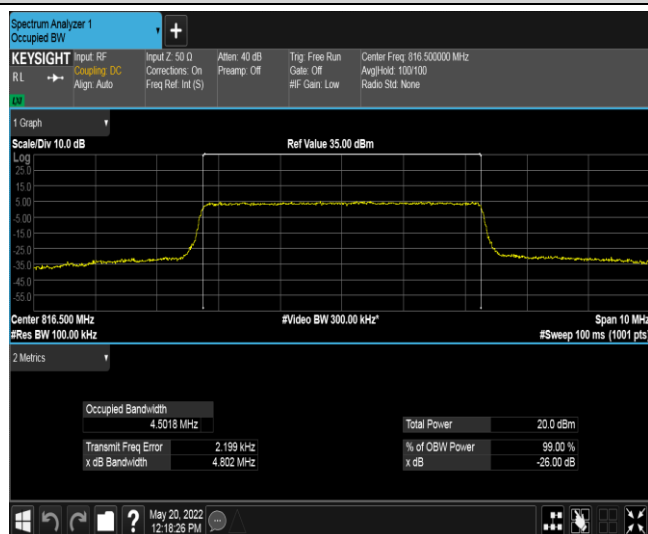 Spectrum Analyzer 1
Occupied BW
+
KEYSIGHT
RL
LXI
Input: RF
Coupling: DC
Align: Auto
Input Z: 50 Ω
Corrections: On
Freq Ref: Int (S)
Atten: 40 dB
Preamp: Off
Trig: Free Run
Gate: Off
#IF Gain: Low
Center Freq: 816.500000 MHz
Avg|Hold: 100/100
Radio Std: None
1 Graph
Scale/Div 10.0 dB
Ref Value 35.00 dBm
Log
25.0
15.0
5.00
-5.00
-15.0
-25.0
-35.0
-45.0
-55.0
Center 816.500 MHz
#Video BW 300.00 kHz*
Span 10 MHz
#Res BW 100.00 kHz
#Sweep 100 ms (1001 pts)
2 Metrics
Occupied Bandwidth
4.5018 MHz
Total Power 20.0 dBm
Transmit Freq Error 2.199 kHz
% of OBW Power 99.00 %
x dB Bandwidth 4.802 MHz
x dB -26.00 dB
?
May 20, 2022
12:18:26 PM